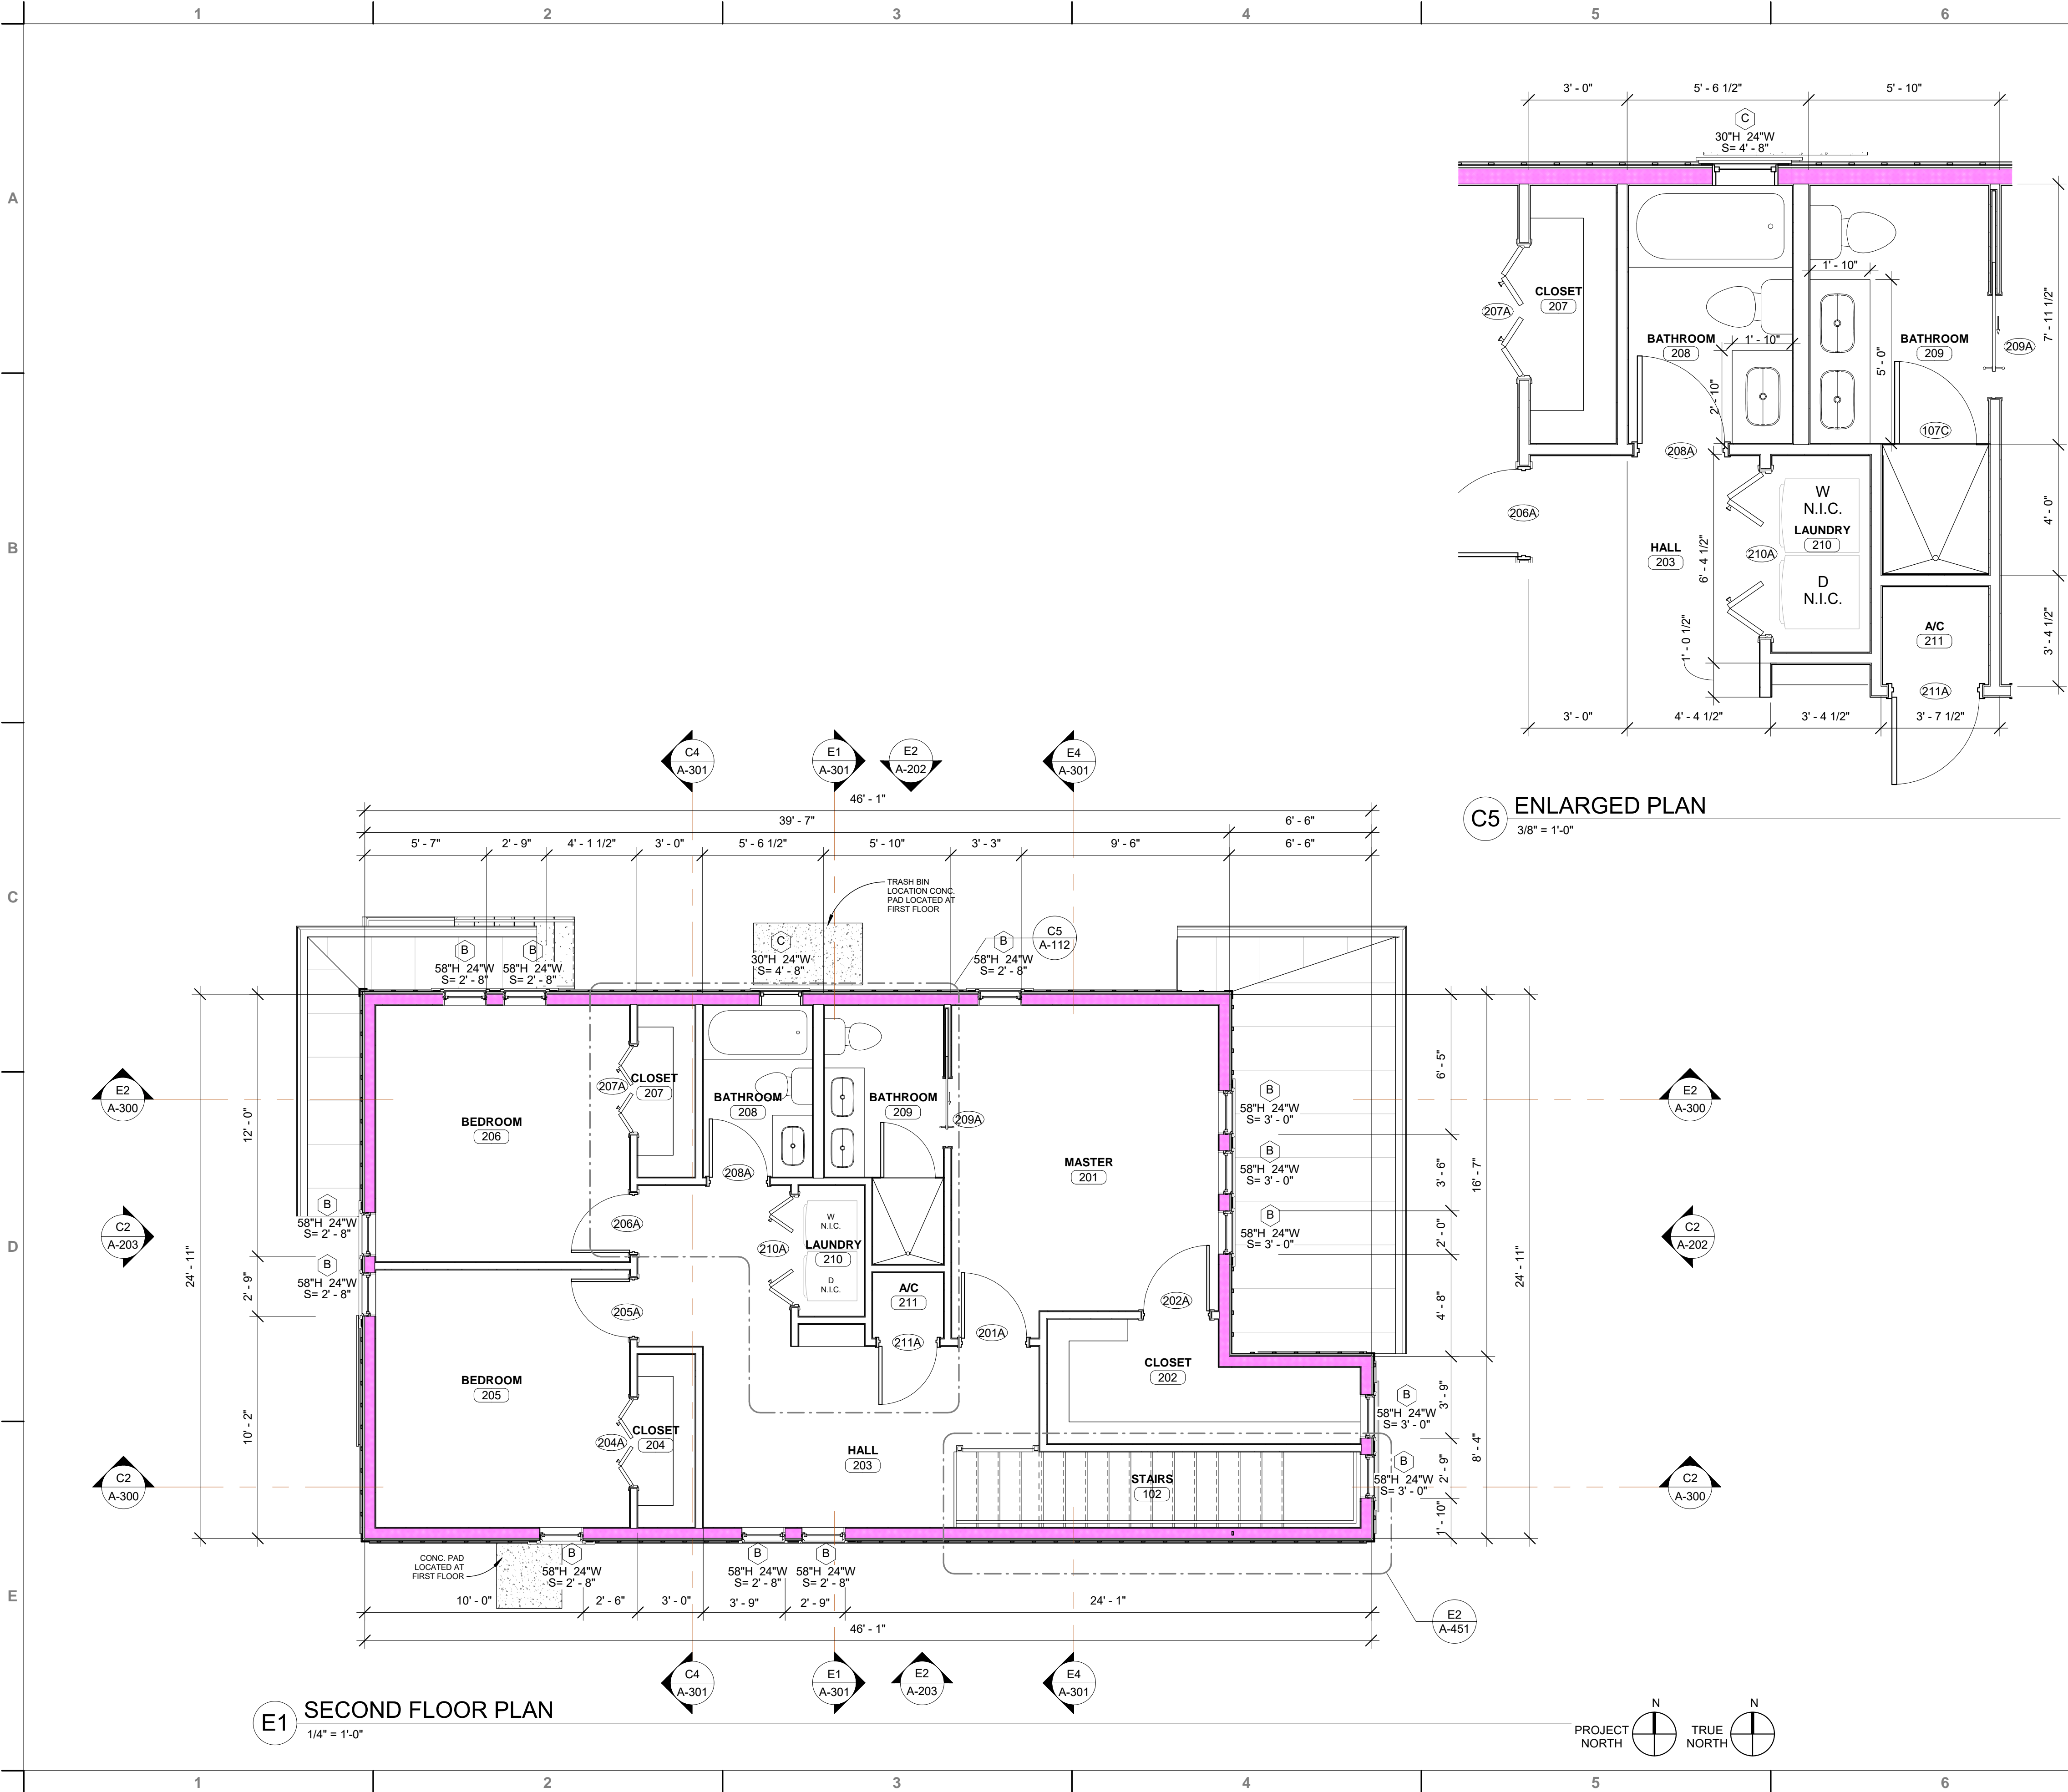 1 2 3 4 5 6
A
B
C
D
E
3' - 0" 5' - 6 1/2" 5' - 10"
C
30"H 24"W
S= 4' - 8"
CLOSET
207
207A
1' - 10"
BATHROOM
208
1' - 10"
2' - 10"
5' - 0"
BATHROOM
209
209A
7' - 11 1/2"
107C
208A
206A
W
N.I.C.
LAUNDRY
210
210A
D
N.I.C.
HALL
203
6' - 4 1/2"
4' - 0"
1' - 0 1/2"
A/C
211
3' - 4 1/2"
211A
3' - 0" 4' - 4 1/2" 3' - 4 1/2" 3' - 7 1/2"
C5 ENLARGED PLAN
3/8" = 1'-0"
C4
A-301
E1
A-301
E2
A-202
E4
A-301
46' - 1"
39' - 7" 6' - 6"
5' - 7" 2' - 9" 4' - 1 1/2" 3' - 0" 5' - 6 1/2" 5' - 10" 3' - 3" 9' - 6" 6' - 6"
TRASH BIN
LOCATION CONC.
PAD LOCATED AT
FIRST FLOOR
C5
A-112
B
58"H 24"W
S= 2' - 8"
B
58"H 24"W
S= 2' - 8"
C
30"H 24"W
S= 4' - 8"
B
58"H 24"W
S= 2' - 8"
E2
A-300
C2
A-203
C2
A-300
24' - 11"
12' - 0"
2' - 9"
10' - 2"
B
58"H 24"W
S= 2' - 8"
B
58"H 24"W
S= 2' - 8"
BEDROOM
206
207A
CLOSET
207
BATHROOM
208
BATHROOM
209
209A
208A
206A
MASTER
201
W
N.I.C.
LAUNDRY
210
210A
D
N.I.C.
A/C
211
211A
205A
201A
202A
BEDROOM
205
204A
CLOSET
204
CLOSET
202
HALL
203
STAIRS
102
B
58"H 24"W
S= 3' - 0"
B
58"H 24"W
S= 3' - 0"
B
58"H 24"W
S= 3' - 0"
B
58"H 24"W
S= 3' - 0"
B
58"H 24"W
S= 3' - 0"
6' - 5"
3' - 6"
2' - 0"
4' - 8"
3' - 9"
2' - 9"
1' - 10"
16' - 7"
8' - 4"
24' - 11"
E2
A-300
C2
A-202
C2
A-300
CONC. PAD
LOCATED AT
FIRST FLOOR
B
58"H 24"W
S= 2' - 8"
B
58"H 24"W
S= 2' - 8"
B
58"H 24"W
S= 2' - 8"
10' - 0" 2' - 6" 3' - 0" 3' - 9" 2' - 9" 24' - 1"
46' - 1"
E2
A-451
C4
A-301
E1
A-301
E2
A-203
E4
A-301
E1 SECOND FLOOR PLAN
1/4" = 1'-0"
PROJECT
NORTH
N
TRUE
NORTH
N
1 2 3 4 5 6